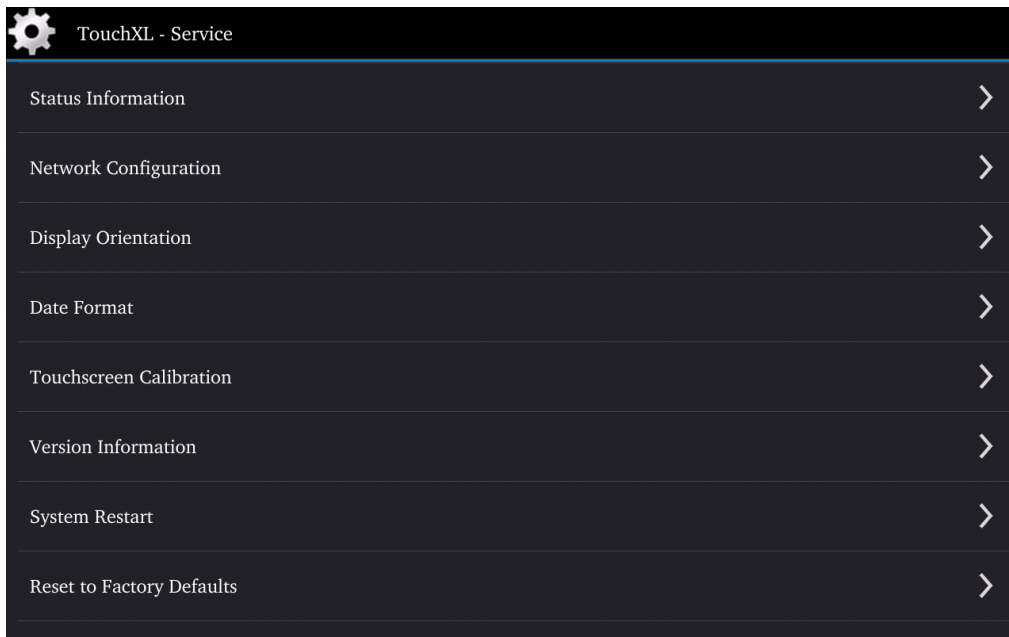 TouchXL - Service
Status Information
Network Configuration
Display Orientation
Date Format
Touchscreen Calibration
Version Information
System Restart
Reset to Factory Defaults